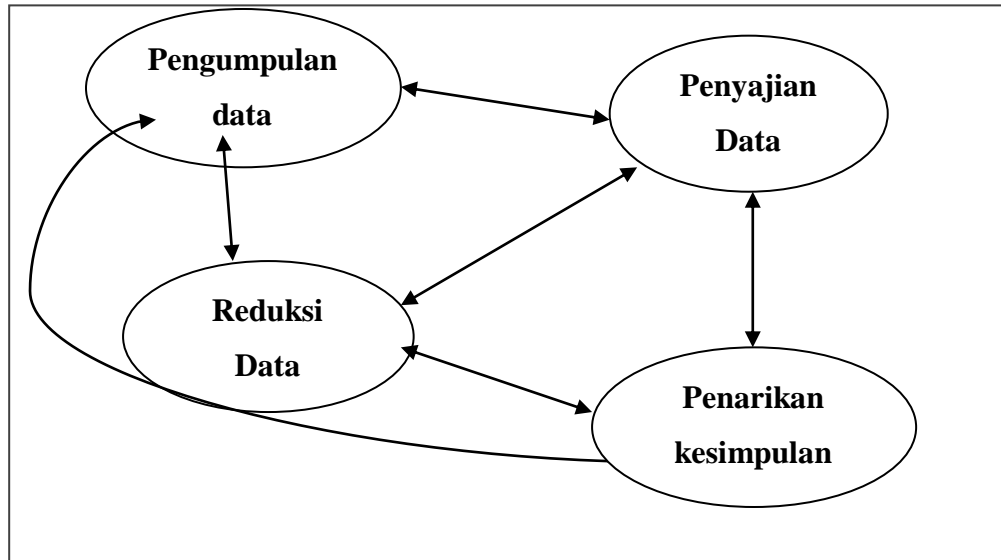 Pengumpulan
data
Penyajian
Data
Reduksi
Data
Penarikan
kesimpulan